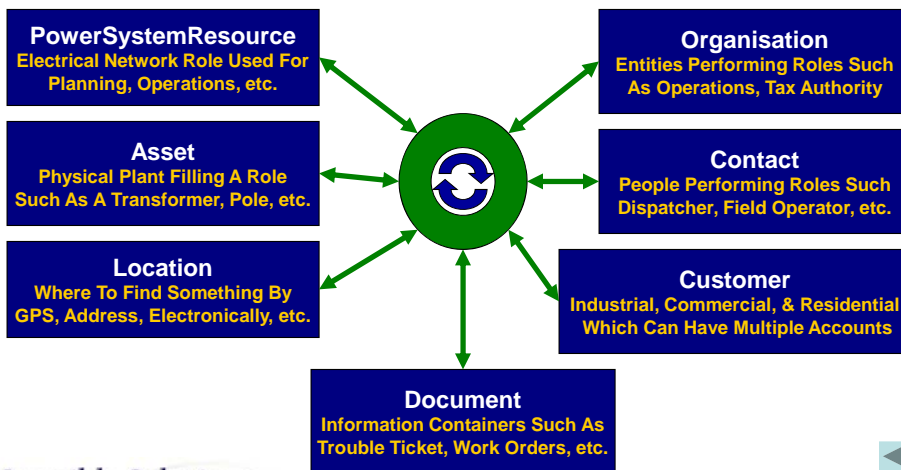 PowerSystemResource
Electrical Network Role Used For
Planning, Operations, etc.
Asset
Physical Plant Filling A Role
Such As A Transformer, Pole, etc.
Location
Where To Find Something By
GPS, Address, Electronically, etc.
Organisation
Entities Performing Roles Such
As Operations, Tax Authority
Contact
People Performing Roles Such
Dispatcher, Field Operator, etc.
Customer
Industrial, Commercial, & Residential
Which Can Have Multiple Accounts
Document
Information Containers Such As
Trouble Ticket, Work Orders, etc.